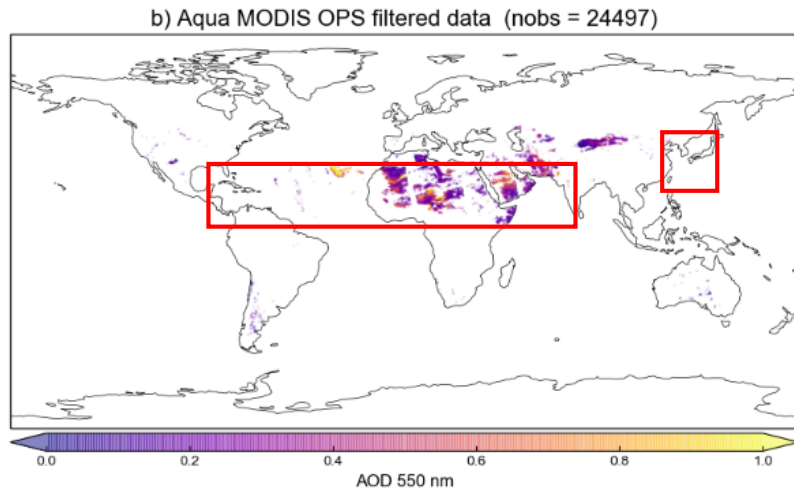 b) Aqua MODIS OPS filtered data (nobs = 24497)
0.0 0.2 0.4 0.6 0.8 1.0
AOD 550 nm